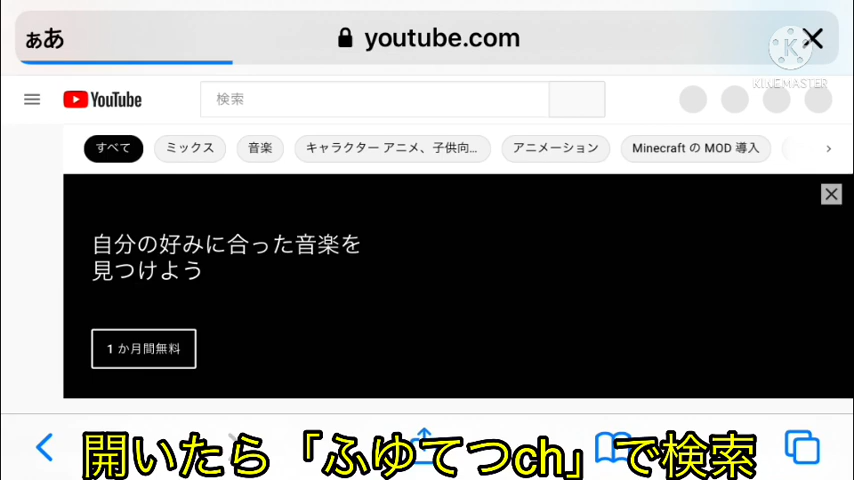 ぁあ
youtube.com
KINEMASTER
YouTube
検索
すべて
ミックス
音楽
キャラクター アニメ、子供向...
アニメーション
Minecraft の MOD 導入
自分の好みに合った音楽を
見つけよう
1 か月間無料
開いたら「ふゆてつch」で検索